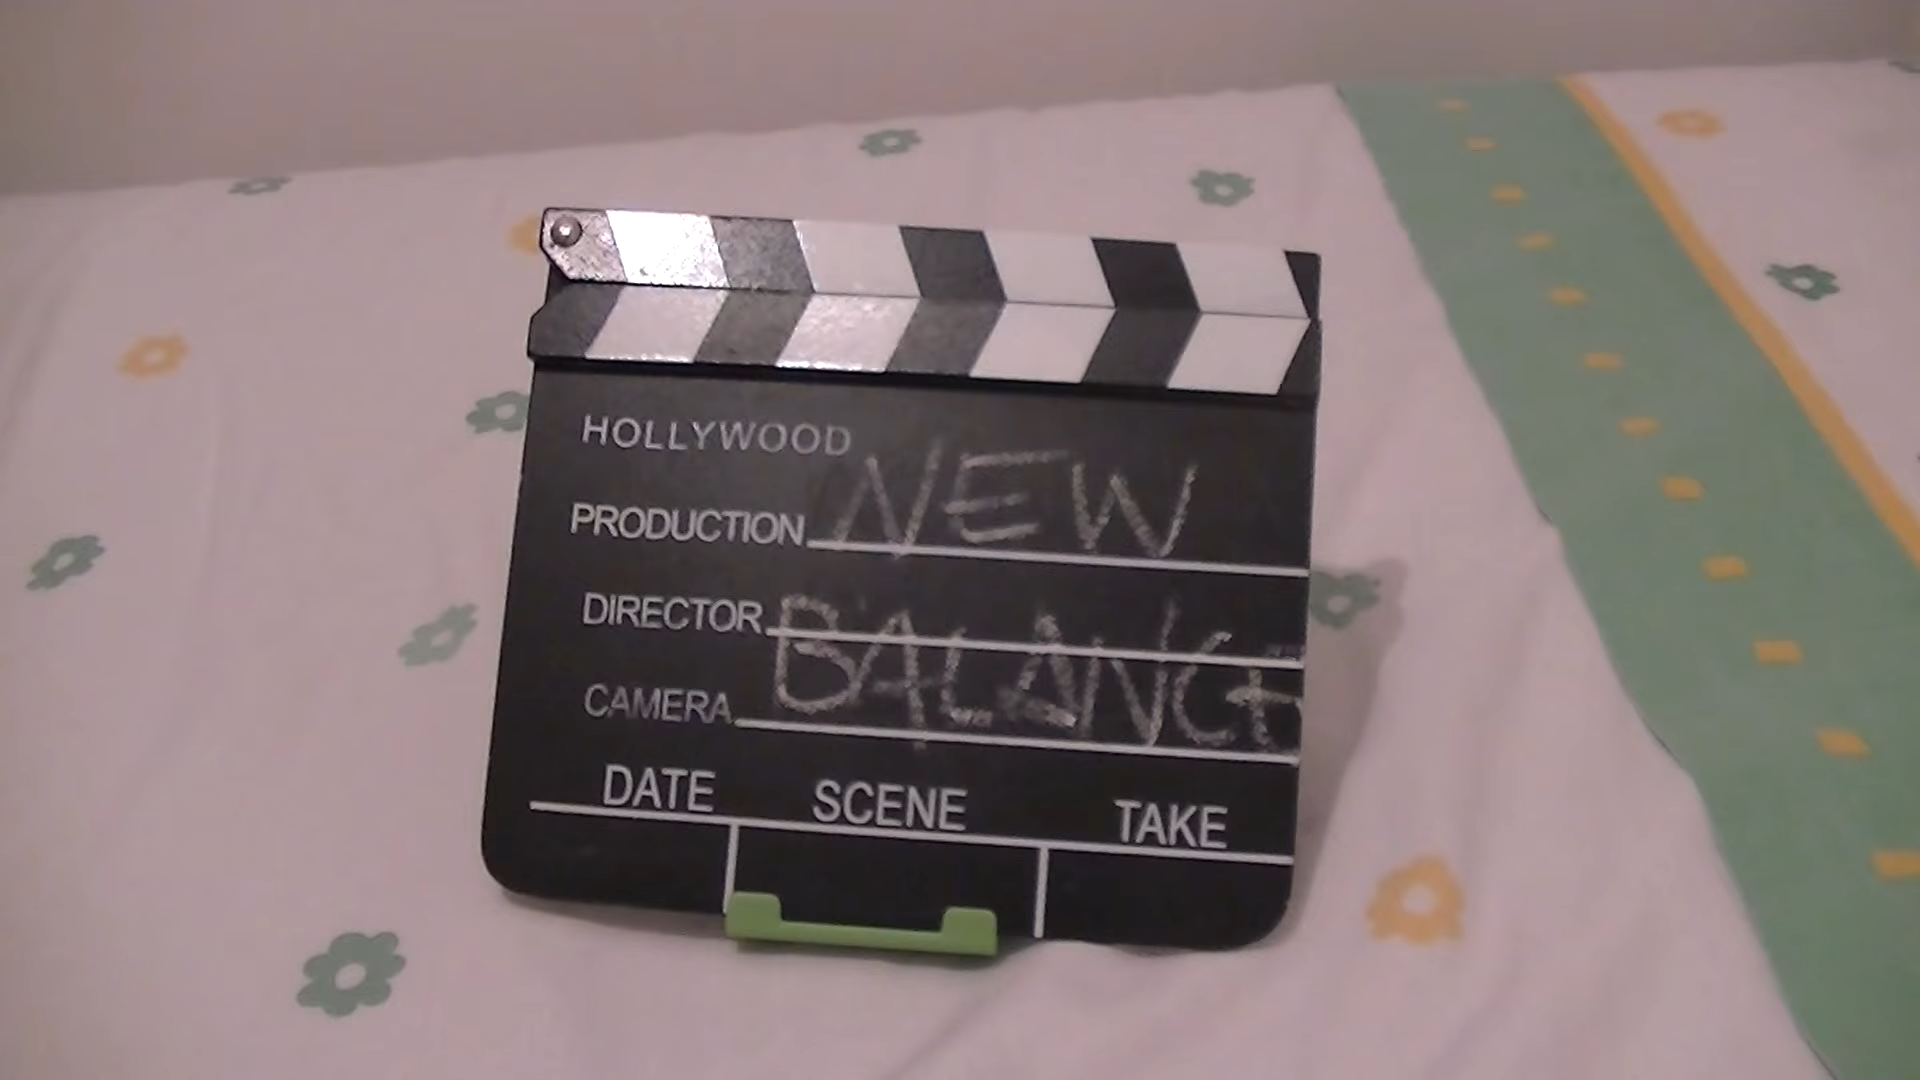 HOLLYWOOD
PRODUCTION NEW
DIRECTOR
CAMERA BALANCE
DATE SCENE TAKE